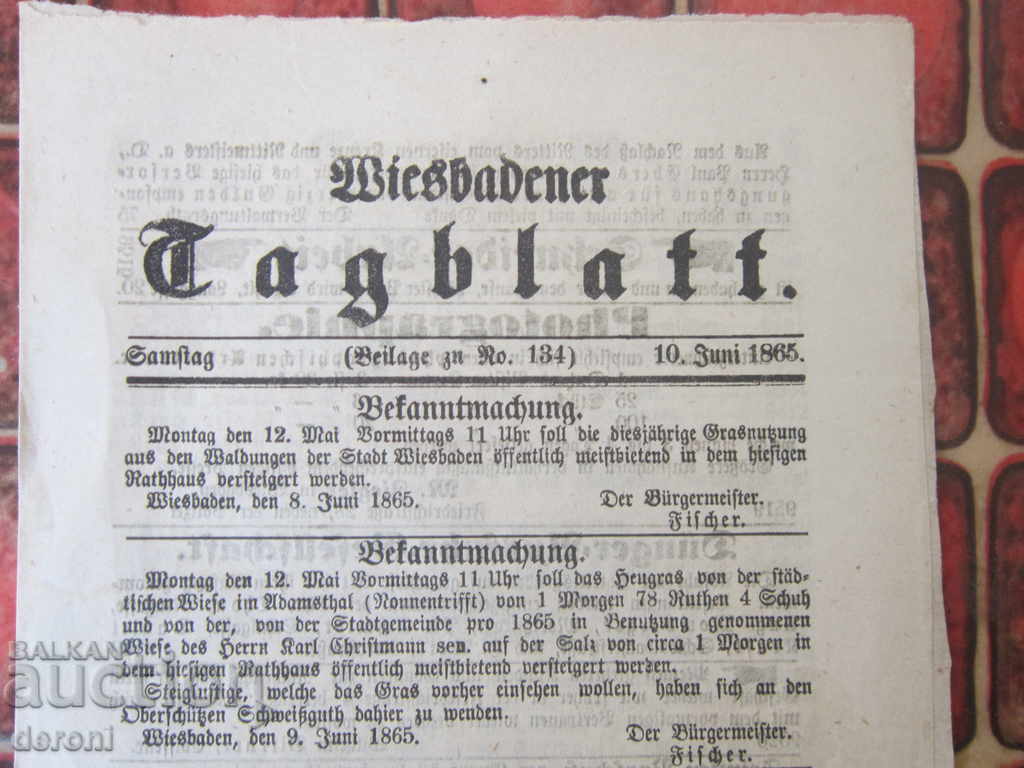 Wiesbadener
Tagblatt.
Samstag (Beilage zu No. 134) 10. Juni 1865.
Bekanntmachung.
Montag den 12. Mai Vormittags 11 Uhr soll die diesjährige Grasnutzung
aus den Waldungen der Stadt Wiesbaden öffentlich meistbietend in dem hiesigen
Rathhaus versteigert werden.
Wiesbaden, den 8. Juni 1865. Der Bürgermeister.
Fischer.
Bekanntmachung.
Montag den 12. Mai Vormittags 11 Uhr soll das Heugras von der städ-
tischen Wiese im Adamsthal (Nonnentrifft) von 1 Morgen 78 Ruthen 4 Schuh
und von der, von der Stadtgemeinde pro 1865 in Benutzung genommenen
Wiese des Herrn Karl Christmann sen. auf der Salz von circa 1 Morgen in
dem hiesigen Rathhaus öffentlich meistbietend versteigert werden.
Steiglustige, welche das Gras vorher einsehen wollen, haben sich an den
Oberschützen Schweißguth dahier zu wenden.
Wiesbaden, den 9. Juni 1865. Der Bürgermeister.
Fischer.
BALKAN
auction
deroni